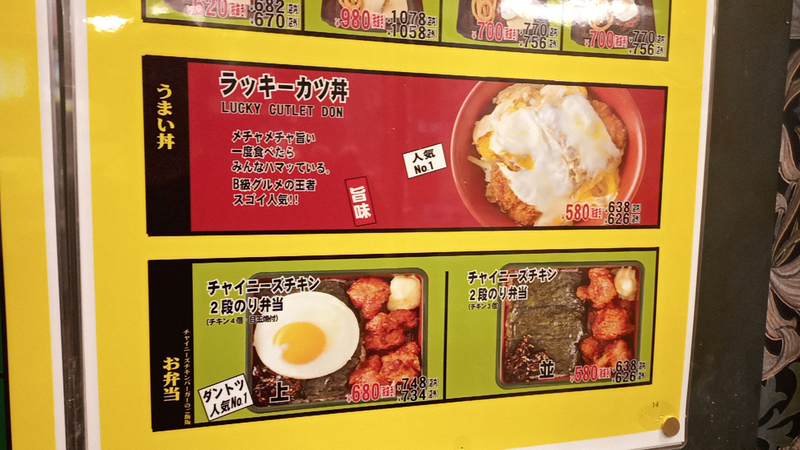 620
682
670
980
1078
1058
700
770
756
700
770
756
うまい丼
ラッキーカツ丼
LUCKY CUTLET DON
メチャメチャ旨い
一度食べたら
みんなハマッている。
B級グルメの王者
スゴイ人気!!
旨味
人気
No1
¥580
638
626
お弁当
チャイニーズチキン
2段のり弁当
上
ダントツ
人気No.1
¥680
748
734
チャイニーズチキン
2段のり弁当
並
¥580
638
626
14